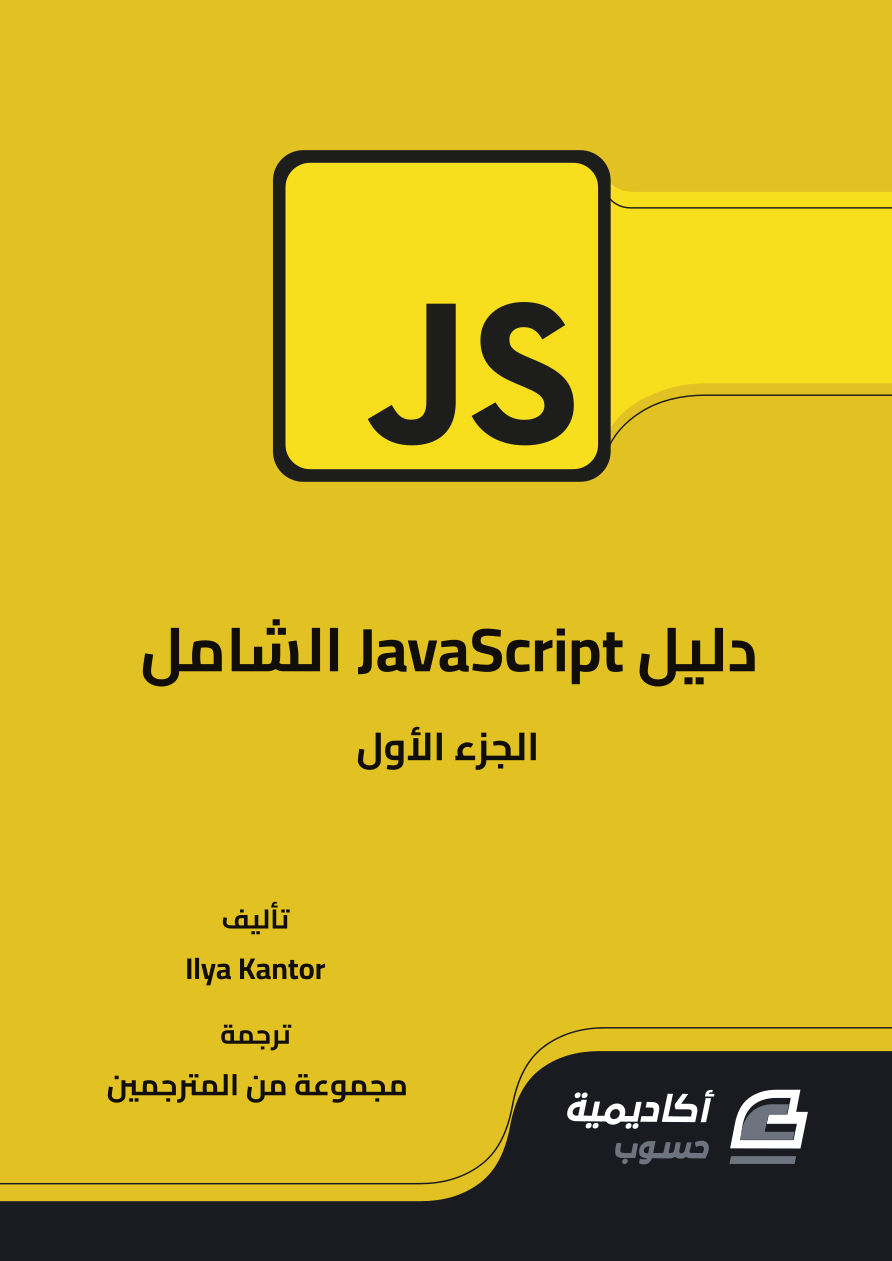 JS
دليل JavaScript الشامل
الجزء الأول
تأليف
Ilya Kantor
ترجمة
مجموعة من المترجمين
أكاديمية
حسوب